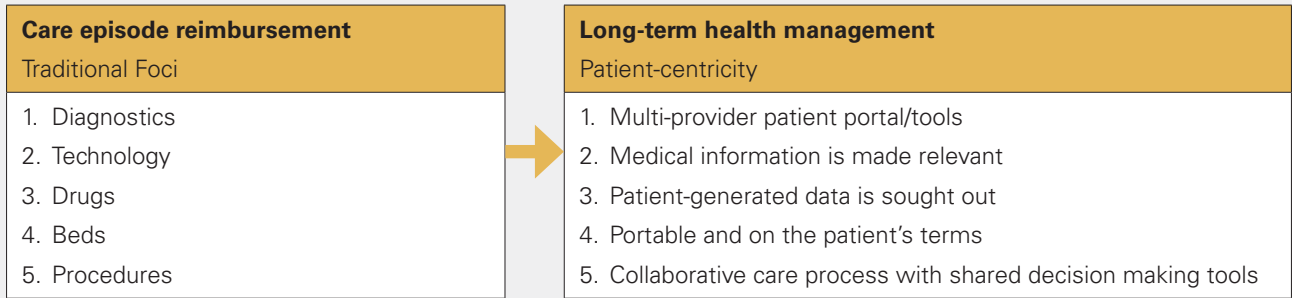 Care episode reimbursement
Traditional Foci
1. Diagnostics
2. Technology
3. Drugs
4. Beds
5. Procedures
Long-term health management
Patient-centricity
1. Multi-provider patient portal/tools
2. Medical information is made relevant
3. Patient-generated data is sought out
4. Portable and on the patient’s terms
5. Collaborative care process with shared decision making tools